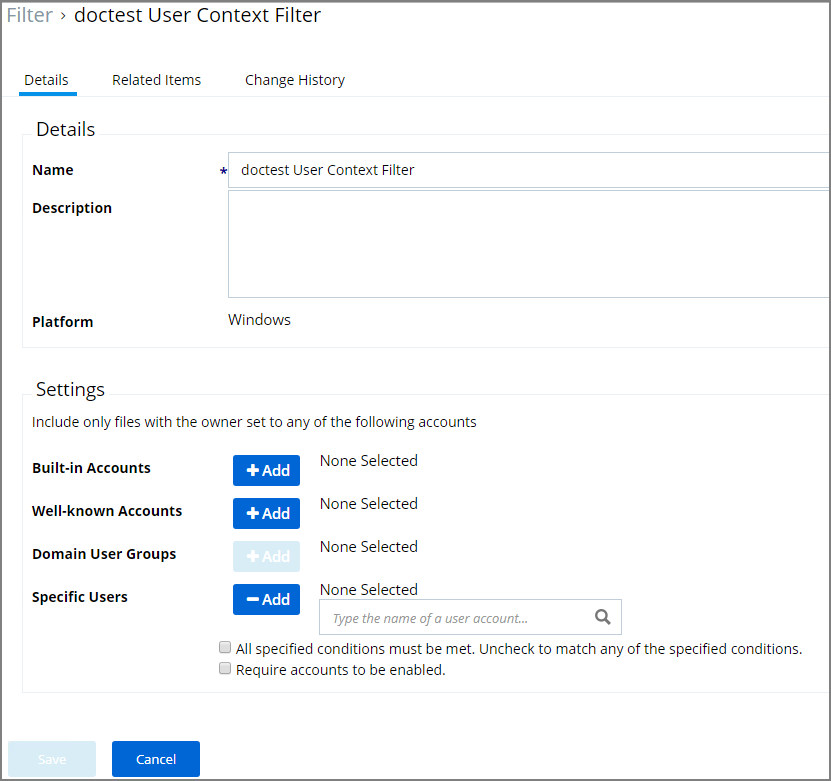 Filter › doctest User Context Filter
Details Related Items Change History
Details
Name * doctest User Context Filter
Description
Platform Windows
Settings
Include only files with the owner set to any of the following accounts
Built-in Accounts + Add None Selected
Well-known Accounts + Add None Selected
Domain User Groups + Add None Selected
Specific Users − Add None Selected
Type the name of a user account...
All specified conditions must be met. Uncheck to match any of the specified conditions.
Require accounts to be enabled.
Save Cancel